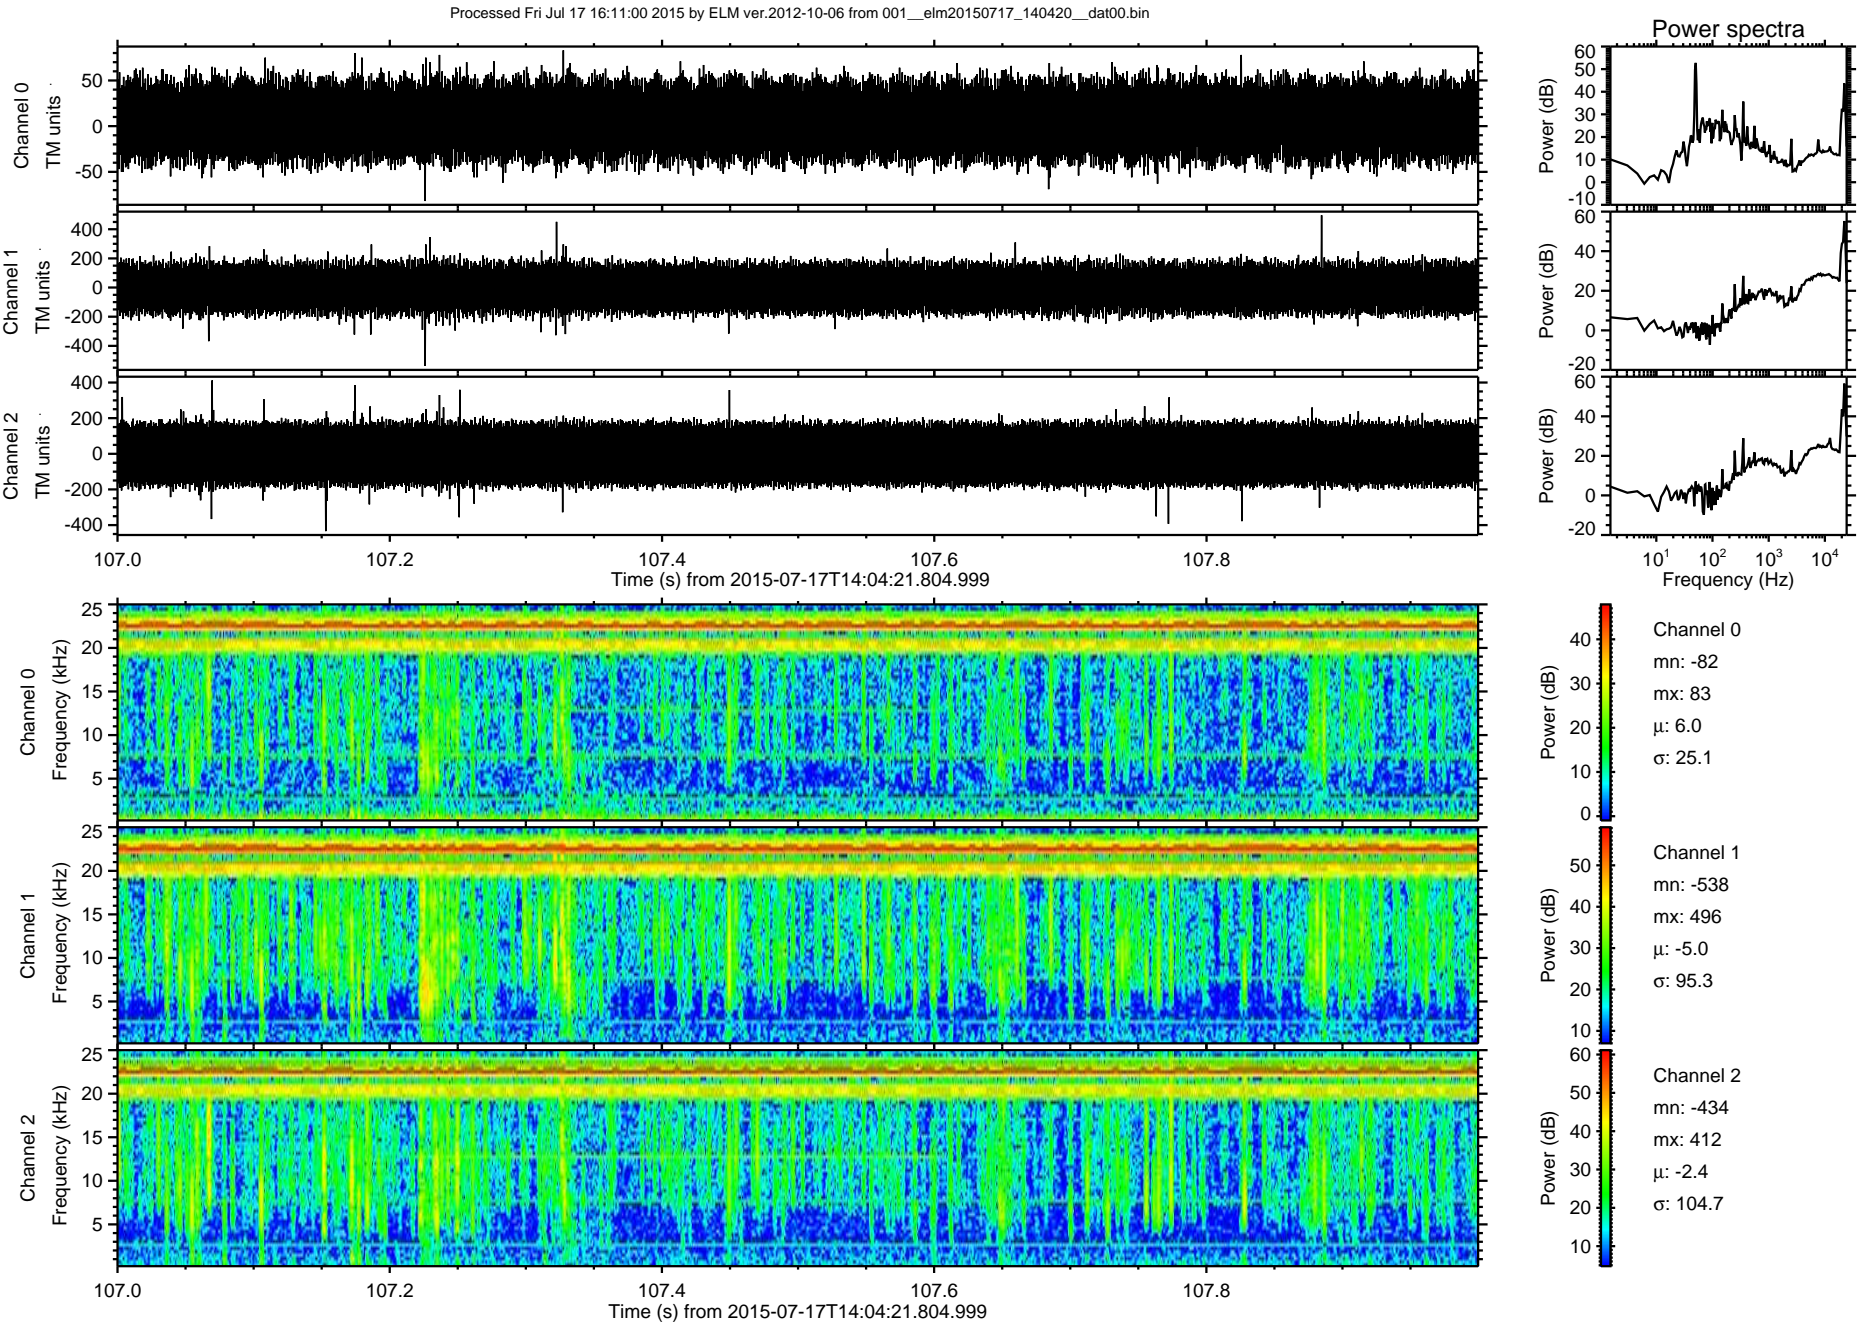 Processed Fri Jul 17 16:11:00 2015 by ELM ver.2012-10-06 from 001__elm20150717_140420__dat00.bin
Power spectra
Channel 0
TM units
50
0
-50
Power (dB)
60
50
40
30
20
10
0
-10
Channel 1
TM units
400
200
0
-200
-400
Power (dB)
60
40
20
0
-20
Channel 2
TM units
400
200
0
-200
-400
Power (dB)
60
40
20
0
-20
107.0 107.2 107.4 107.6 107.8
Time (s) from 2015-07-17T14:04:21.804.999
10¹ 10² 10³ 10⁴
Frequency (Hz)
Channel 0
Frequency (kHz)
25
20
15
10
5
Power (dB)
40
30
20
10
0
Channel 0
mn: -82
mx: 83
μ: 6.0
σ: 25.1
Channel 1
Frequency (kHz)
25
20
15
10
5
Power (dB)
50
40
30
20
10
Channel 1
mn: -538
mx: 496
μ: -5.0
σ: 95.3
Channel 2
Frequency (kHz)
25
20
15
10
5
Power (dB)
60
50
40
30
20
10
Channel 2
mn: -434
mx: 412
μ: -2.4
σ: 104.7
107.0 107.2 107.4 107.6 107.8
Time (s) from 2015-07-17T14:04:21.804.999